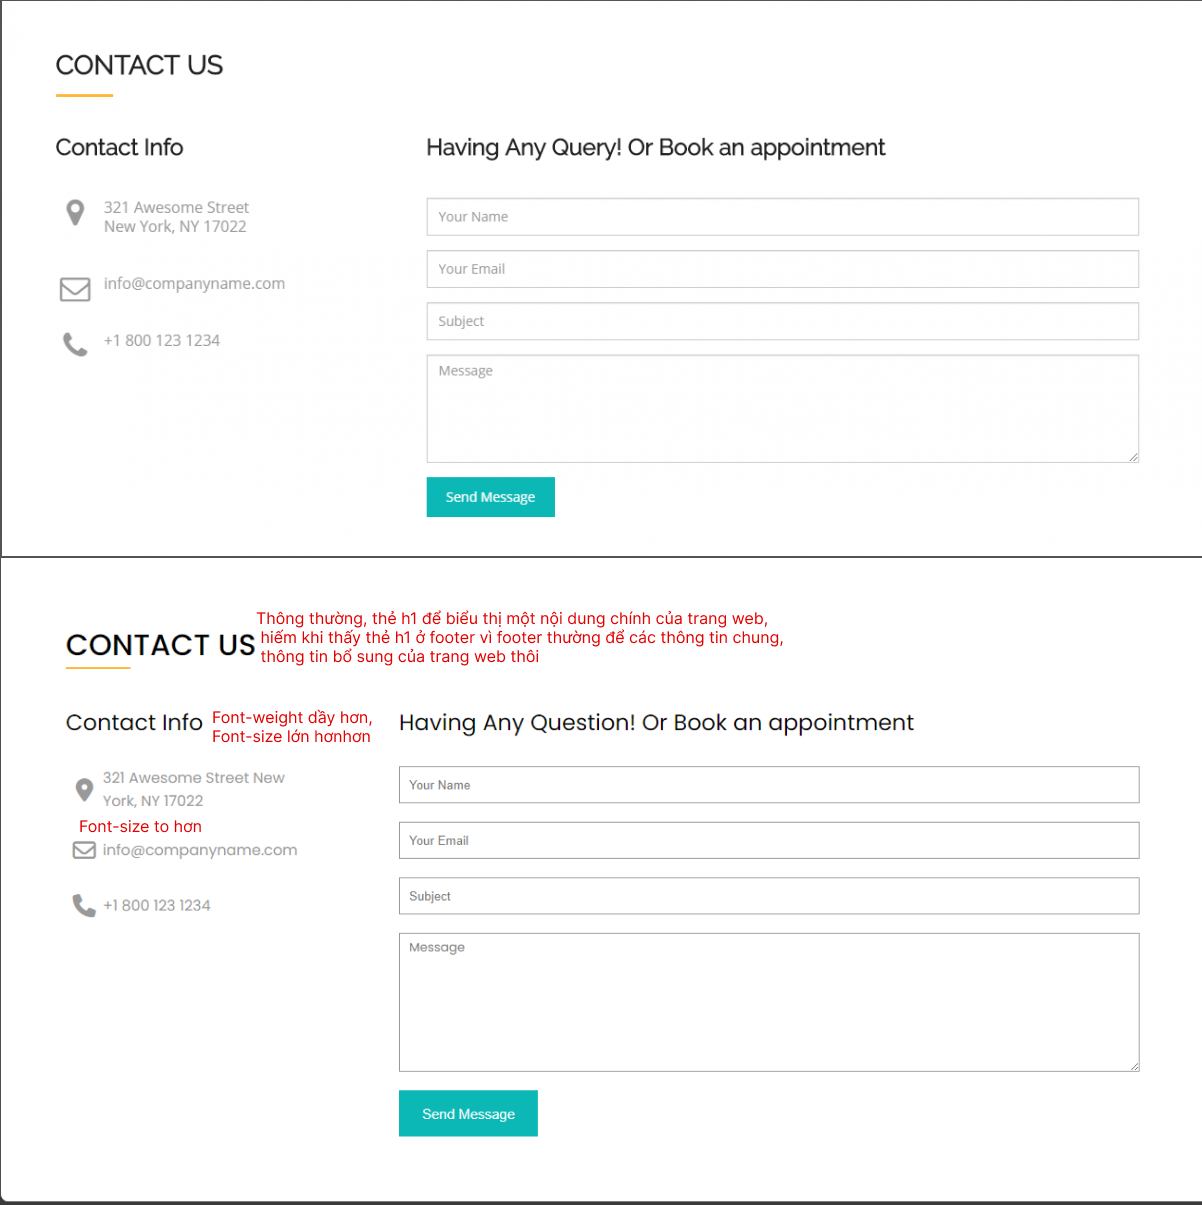 CONTACT US
Contact Info
Having Any Query! Or Book an appointment
321 Awesome Street
New York, NY 17022
info@companyname.com
+1 800 123 1234
Your Name
Your Email
Subject
Message
Send Message
CONTACT US
Thông thường, thẻ h1 để biểu thị một nội dung chính của trang web,
hiếm khi thấy thẻ h1 ở footer vì footer thường để các thông tin chung,
thông tin bổ sung của trang web thôi
Contact Info
Font-weight dầy hơn,
Font-size lớn hơnhơn
Having Any Question! Or Book an appointment
321 Awesome Street New
York, NY 17022
Font-size to hơn
info@companyname.com
+1 800 123 1234
Your Name
Your Email
Subject
Message
Send Message